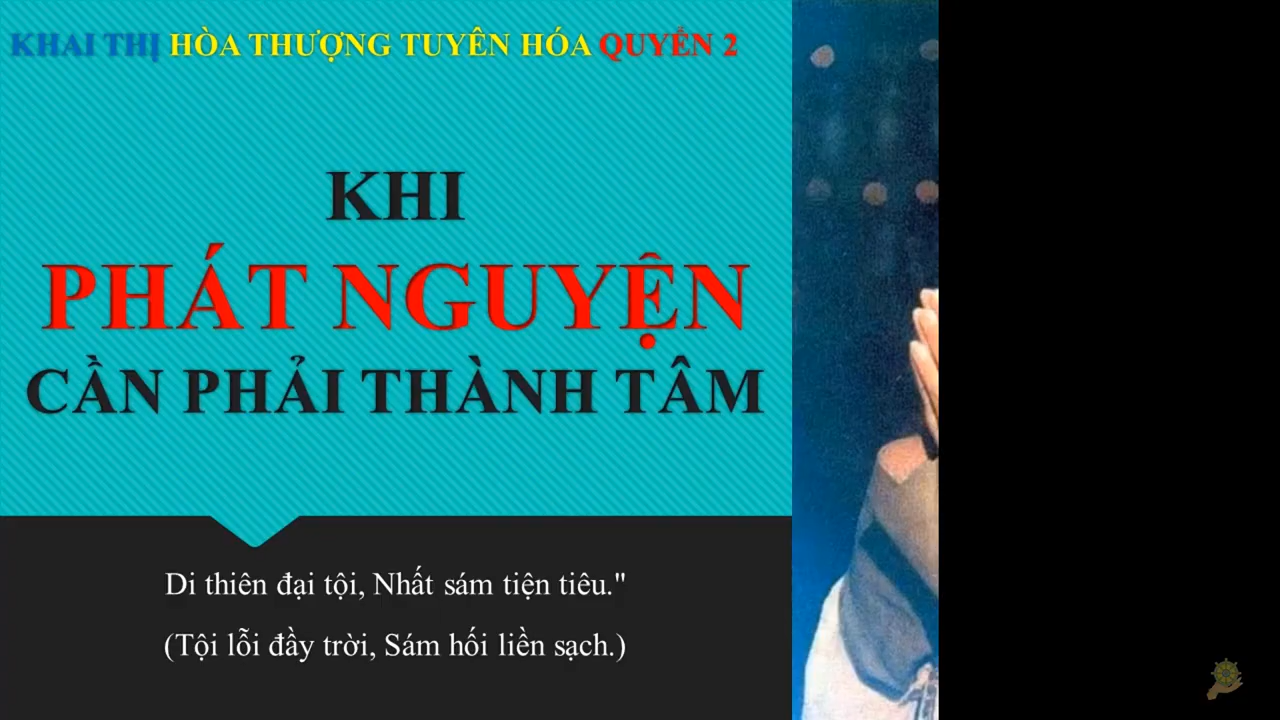 KHAI THỊ HÒA THƯỢNG TUYÊN HÓA QUYỂN 2
KHI
PHÁT NGUYỆN
CẦN PHẢI THÀNH TÂM
Di thiên đại tội, Nhất sám tiện tiêu."
(Tội lỗi đầy trời, Sám hối liền sạch.)